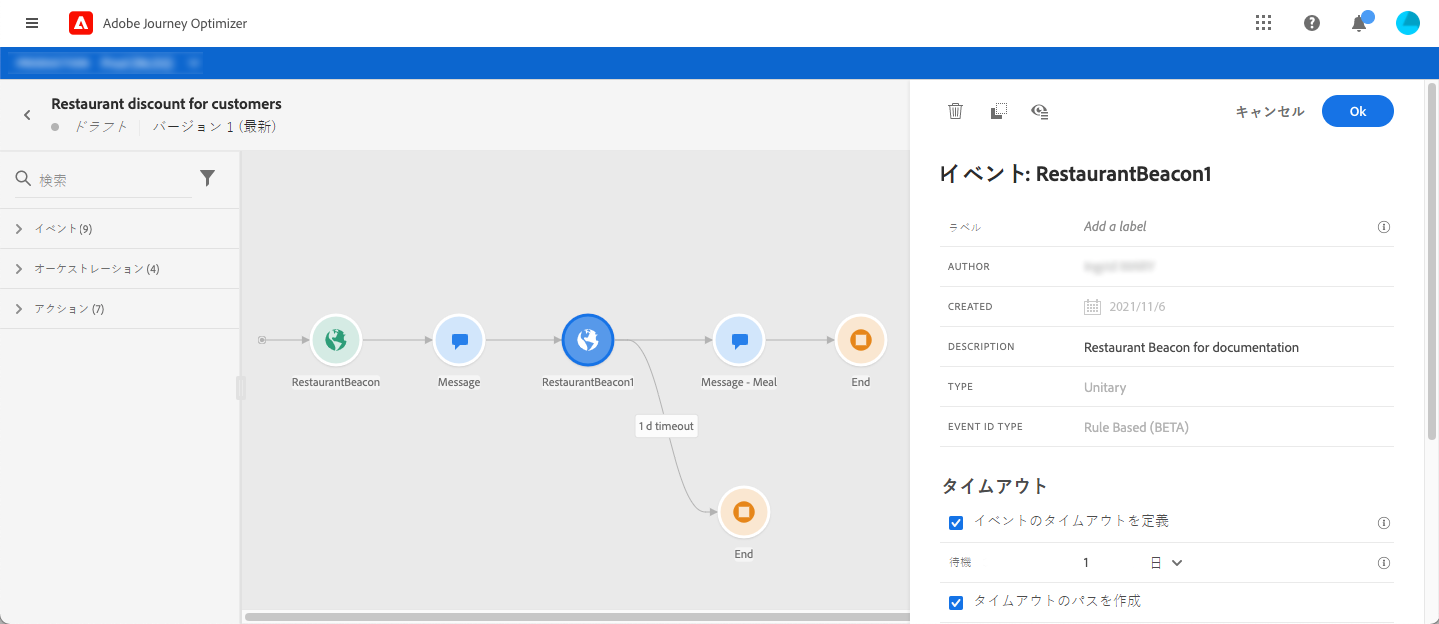 Adobe Journey Optimizer
Restaurant discount for customers
ドラフト
バージョン 1 (最新)
検索
イベント (9)
オーケストレーション (4)
アクション (7)
RestaurantBeacon
Message
RestaurantBeacon1
Message - Meal
End
1 d timeout
End
キャンセル
Ok
イベント: RestaurantBeacon1
ラベル
Add a label
AUTHOR
CREATED
2021/11/6
DESCRIPTION
Restaurant Beacon for documentation
TYPE
Unitary
EVENT ID TYPE
Rule Based (BETA)
タイムアウト
イベントのタイムアウトを定義
待機
1
日
タイムアウトのパスを作成